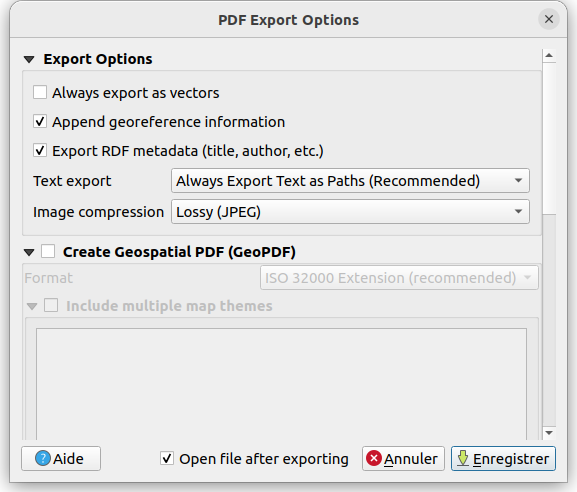 PDF Export Options
Export Options
Always export as vectors
Append georeference information
Export RDF metadata (title, author, etc.)
Text export Always Export Text as Paths (Recommended)
Image compression Lossy (JPEG)
Create Geospatial PDF (GeoPDF)
Format ISO 32000 Extension (recommended)
Include multiple map themes
Aide Open file after exporting Annuler Enregistrer